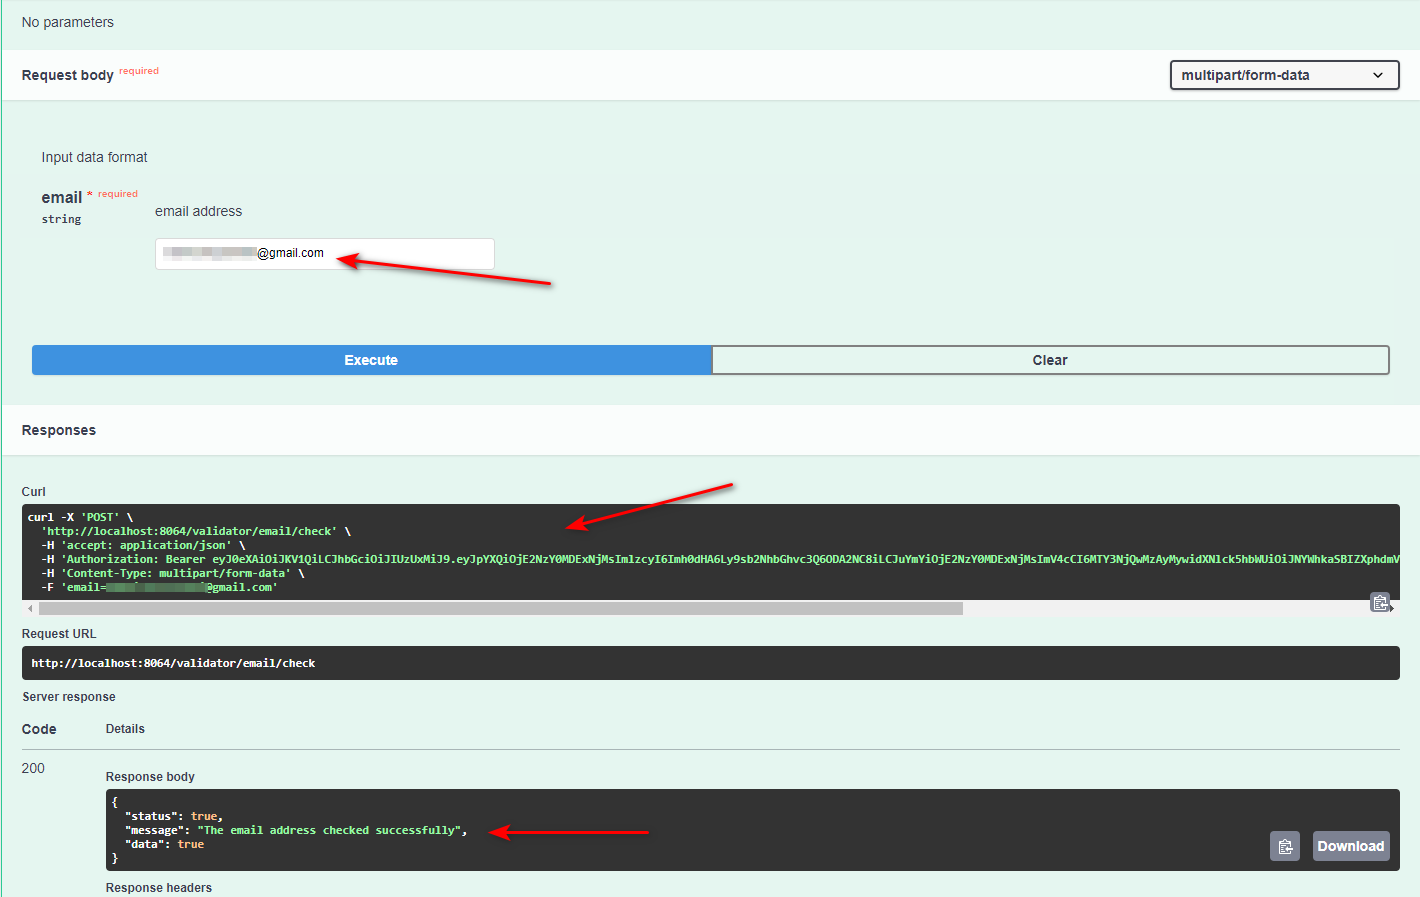 No parameters
Request body required
multipart/form-data
Input data format
email * required
string
email address
@gmail.com
Execute
Clear
Responses
Curl
curl -X 'POST' \
'http://localhost:8064/validator/email/check' \
-H 'accept: application/json' \
-H 'Authorization: Bearer eyJ0eXAiOiJKV1QiLCJhbGciOiJIUzUxMiJ9.eyJpYXQiOjE2NzY0MDExNjMsImlzcyI6Imh0dHA6Ly9sb2NhbGhvc3Q6ODA2NC8iLCJuYmYiOjE2NzY0MDExNjMsImV4cCI6MTY3NjQwMzAyMywidXNlck5hbWUiOiJNYWhkaSBIZXphdmV
-H 'Content-Type: multipart/form-data' \
-F 'email= @gmail.com'
Request URL
http://localhost:8064/validator/email/check
Server response
Code
Details
200
Response body
{
"status": true,
"message": "The email address checked successfully",
"data": true
}
Download
Response headers